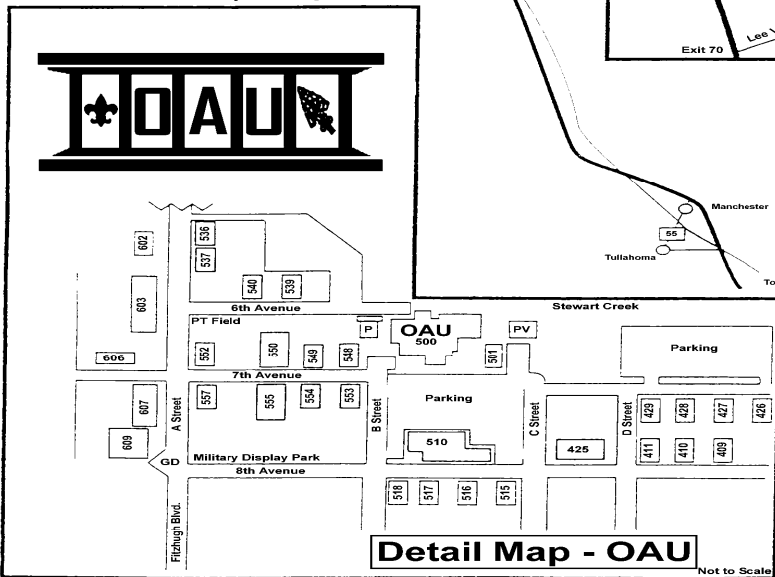 Exit 70
Lee
OAU
Manchester
55
Tullahoma
To
602
536
537
603
540
539
6th Avenue
Stewart Creek
PT Field
P
OAU
500
PV
Parking
606
552
550
549
548
501
7th Avenue
607
A Street
557
555
554
553
B Street
Parking
C Street
D Street
429
428
427
426
609
510
425
411
410
409
GD
Military Display Park
8th Avenue
518
517
516
515
Fitzhugh Blvd.
Detail Map - OAU
Not to Scale